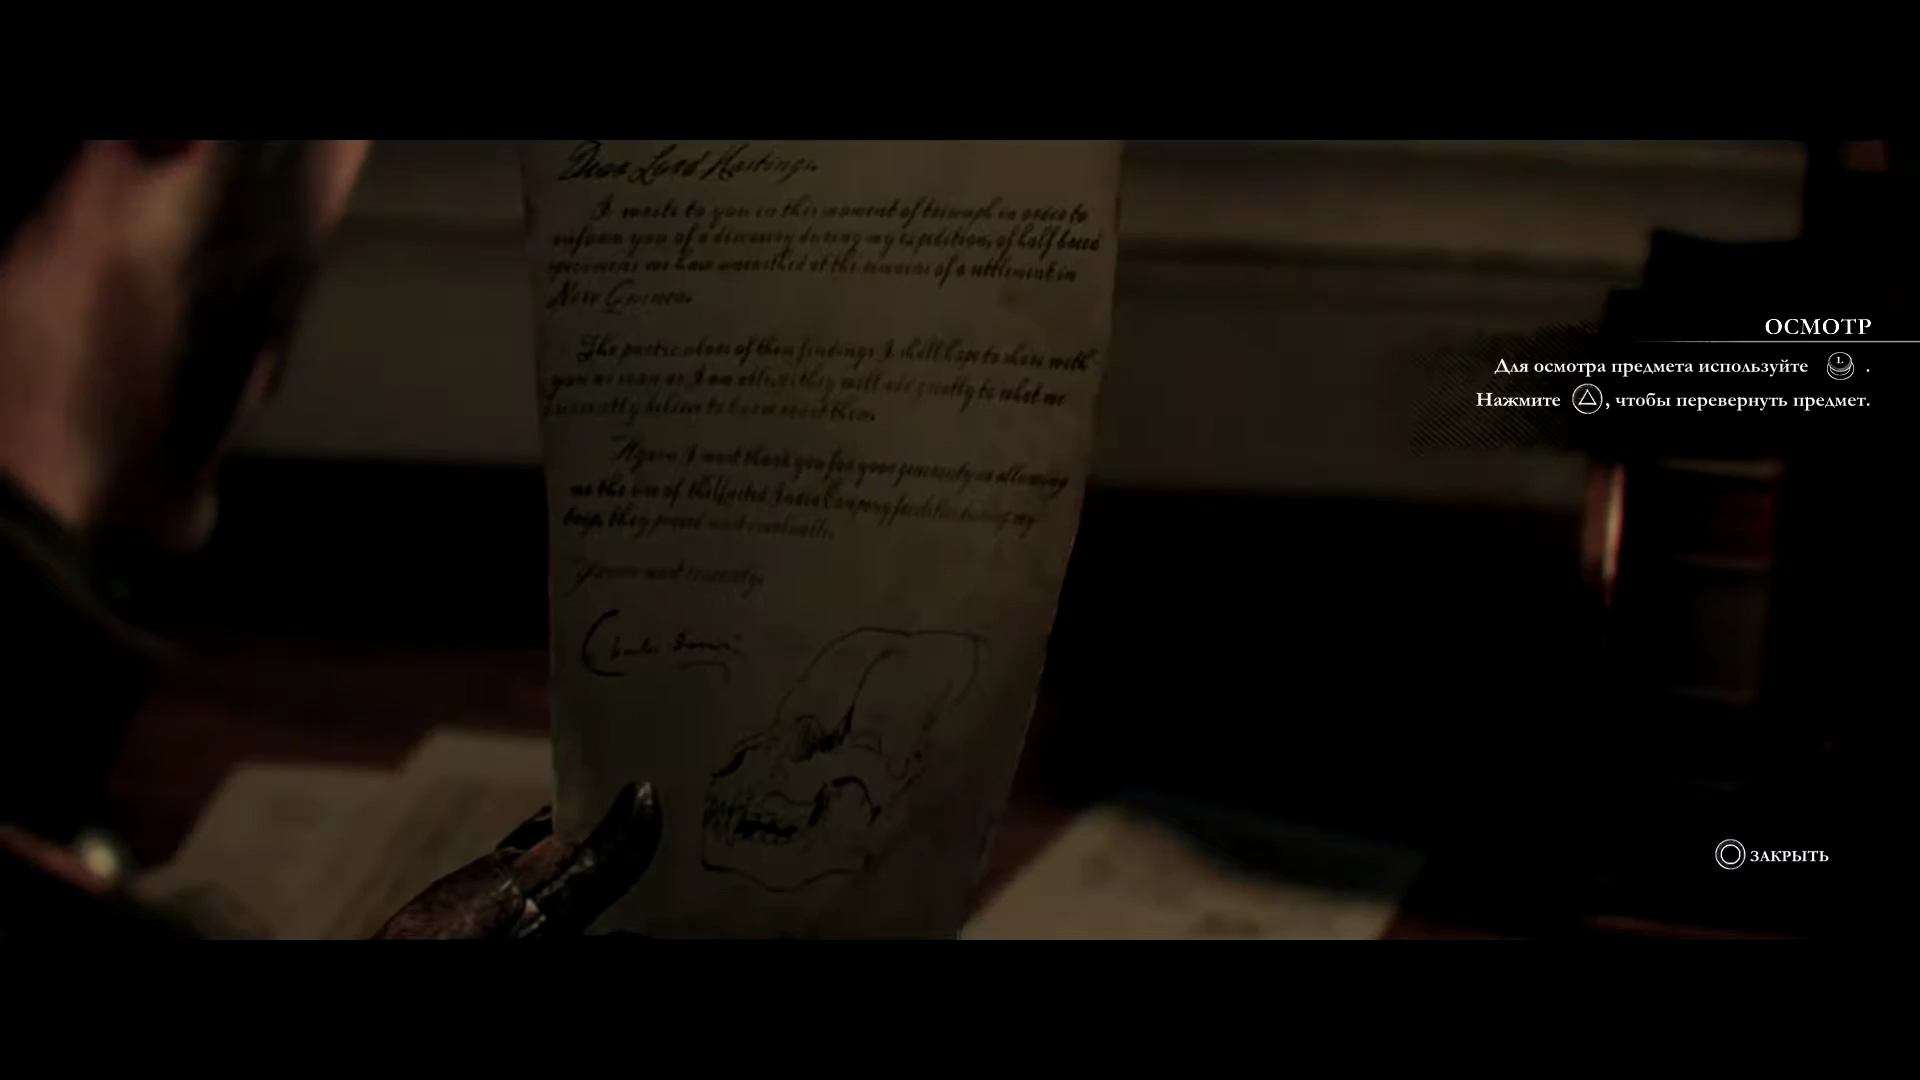 Dear Lord Hastings,
I write to you in this moment of triumph in order to
inform you of a discovery during my expedition, of half breed
specimens we have unearthed at the remains of a settlement in
New Guinea.
The particulars of these findings I shall hope to share with
you as soon as I am able, as they will add greatly to what we
currently believe to know about them.
Again I must thank you for your generosity in allowing
me the use of the United India Company facilities during my
trip, they proved most
Yours most sincerely,
Charles Darwin
ОСМОТР
Для осмотра предмета используйте L .
Нажмите △, чтобы перевернуть предмет.
ЗАКРЫТЬ